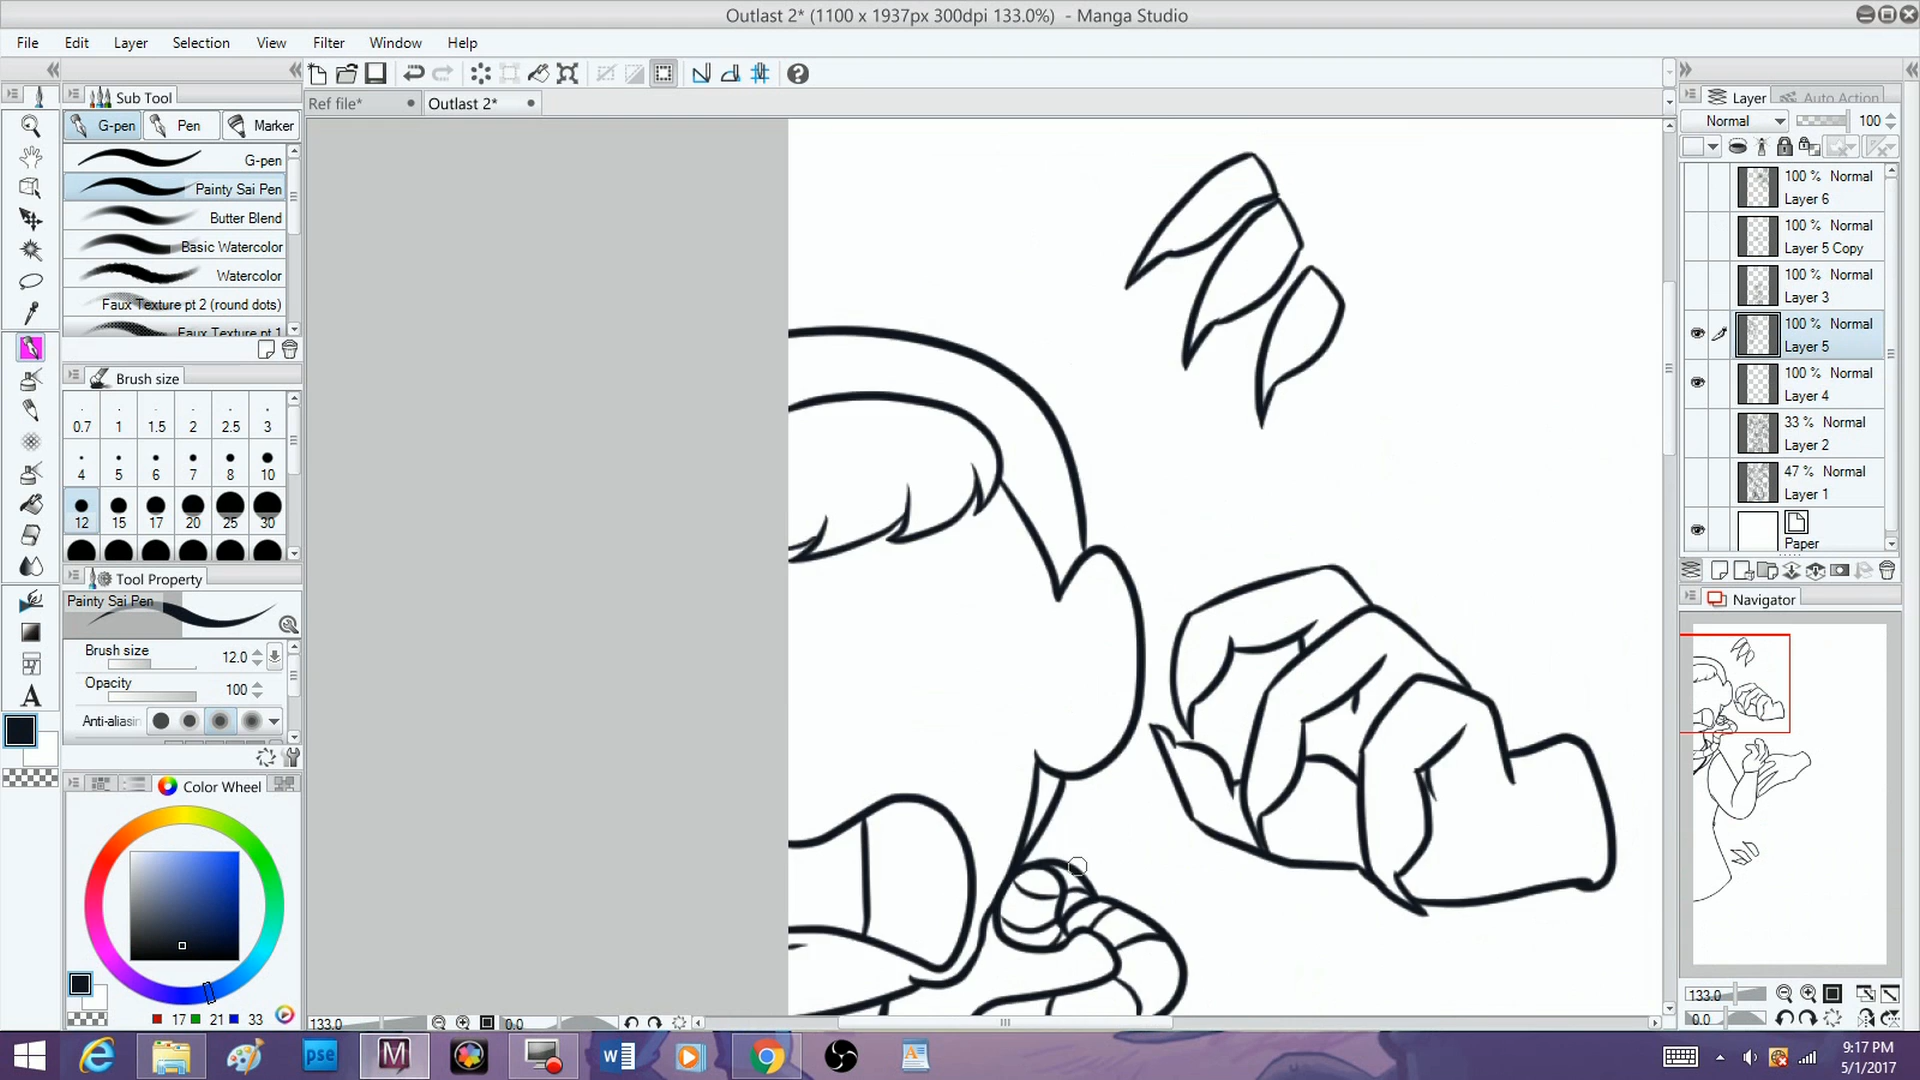 Outlast 2* (1100 x 1937px 300dpi 133.0%) - Manga Studio
File Edit Layer Selection View Filter Window Help
Sub Tool
Ref file* Outlast 2*
Layer Auto Action
G-pen Pen Marker
Normal 100
G-pen
Painty Sai Pen
Butter Blend
Basic Watercolor
Watercolor
Faux Texture pt 2 (round dots)
Faux Texture pt 1
100 % Normal
Layer 6
100 % Normal
Layer 5 Copy
100 % Normal
Layer 3
100 % Normal
Layer 5
100 % Normal
Layer 4
33 % Normal
Layer 2
47 % Normal
Layer 1
Paper
Brush size
0.7 1 1.5 2 2.5 3
4 5 6 7 8 10
12 15 17 20 25 30
Tool Property
Painty Sai Pen
Brush size 12.0
Opacity 100
Anti-aliasin
Navigator
Color Wheel
17 21 33
133.0 0.0
133.0
0.0
A
pse
9:17 PM
5/1/2017